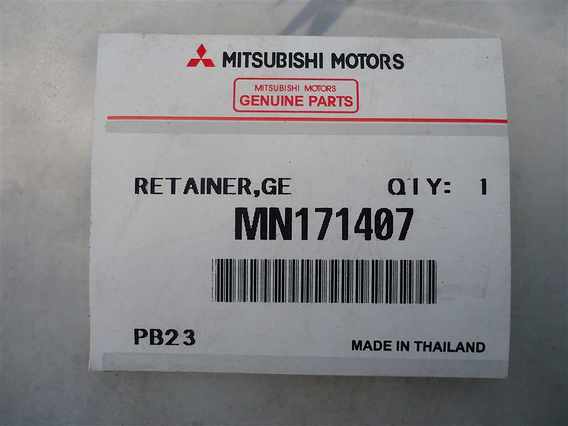 MITSUBISHI MOTORS
MITSUBISHI MOTORS
GENUINE PARTS
RETAINER,GE QTY: 1
MN171407
PB23 MADE IN THAILAND